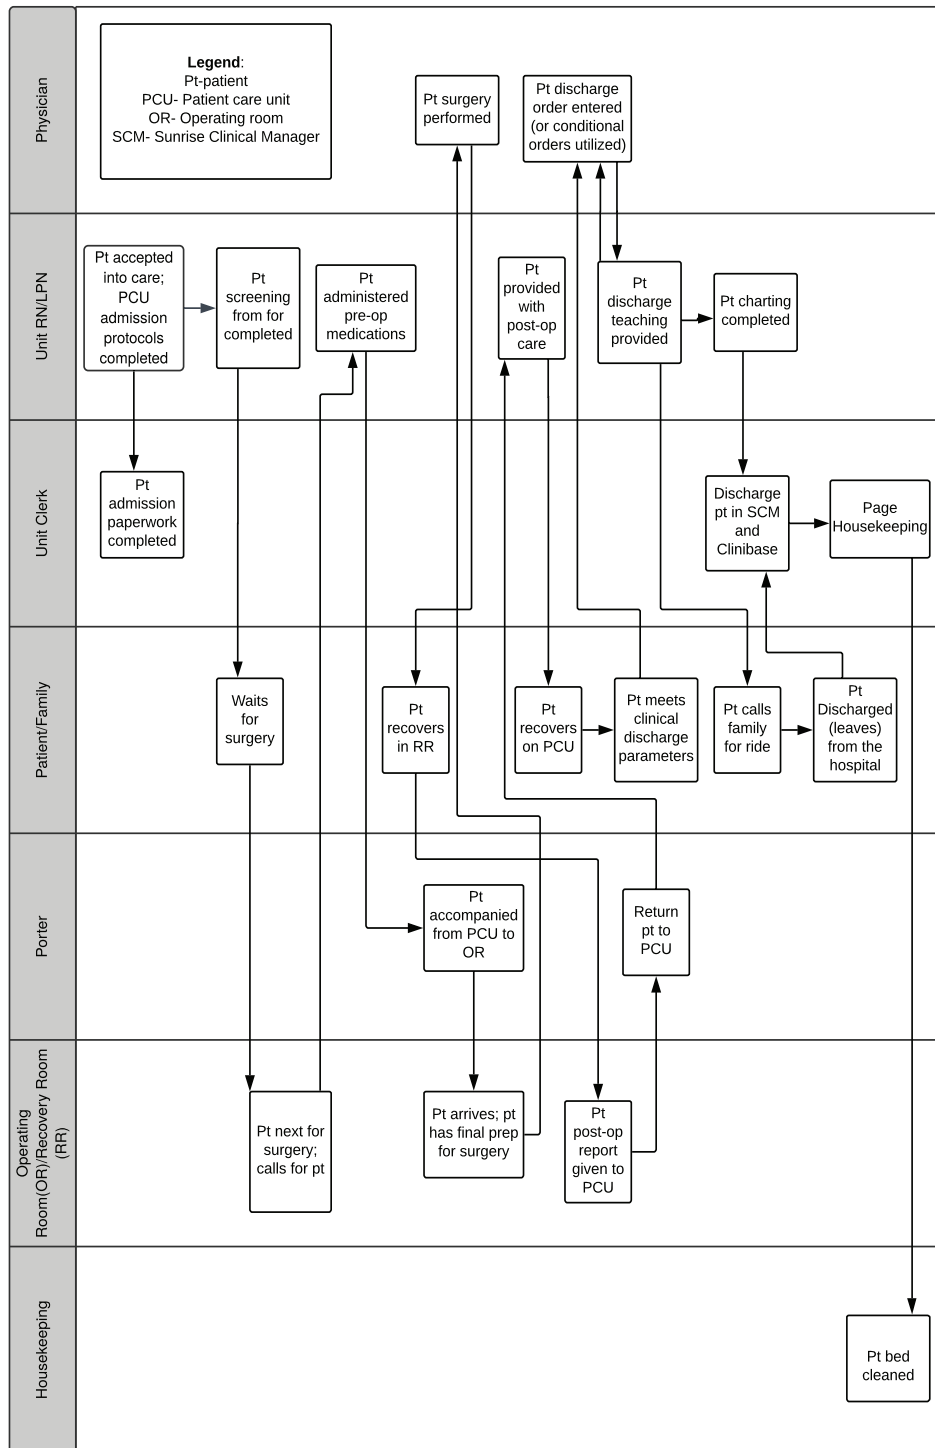 Physician
Legend:
Pt-patient
PCU- Patient care unit
OR- Operating room
SCM- Sunrise Clinical Manager
Pt surgery
performed
Pt discharge
order entered
(or conditional
orders utilized)
Unit RN/LPN
Pt accepted
into care;
PCU
admission
protocols
completed
Pt
screening
from for
completed
Pt
administered
pre-op
medications
Pt
provided
with
post-op
care
Pt
discharge
teaching
provided
Pt charting
completed
Unit Clerk
Pt
admission
paperwork
completed
Discharge
pt in SCM
and
Clinibase
Page
Housekeeping
Patient/Family
Waits
for
surgery
Pt
recovers
in RR
Pt
recovers
on PCU
Pt meets
clinical
discharge
parameters
Pt calls
family
for ride
Pt
Discharged
(leaves)
from the
hospital
Porter
Pt
accompanied
from PCU to
OR
Return
pt to
PCU
Operating
Room(OR)/Recovery Room
(RR)
Pt next for
surgery;
calls for pt
Pt arrives; pt
has final prep
for surgery
Pt
post-op
report
given to
PCU
Housekeeping
Pt bed
cleaned